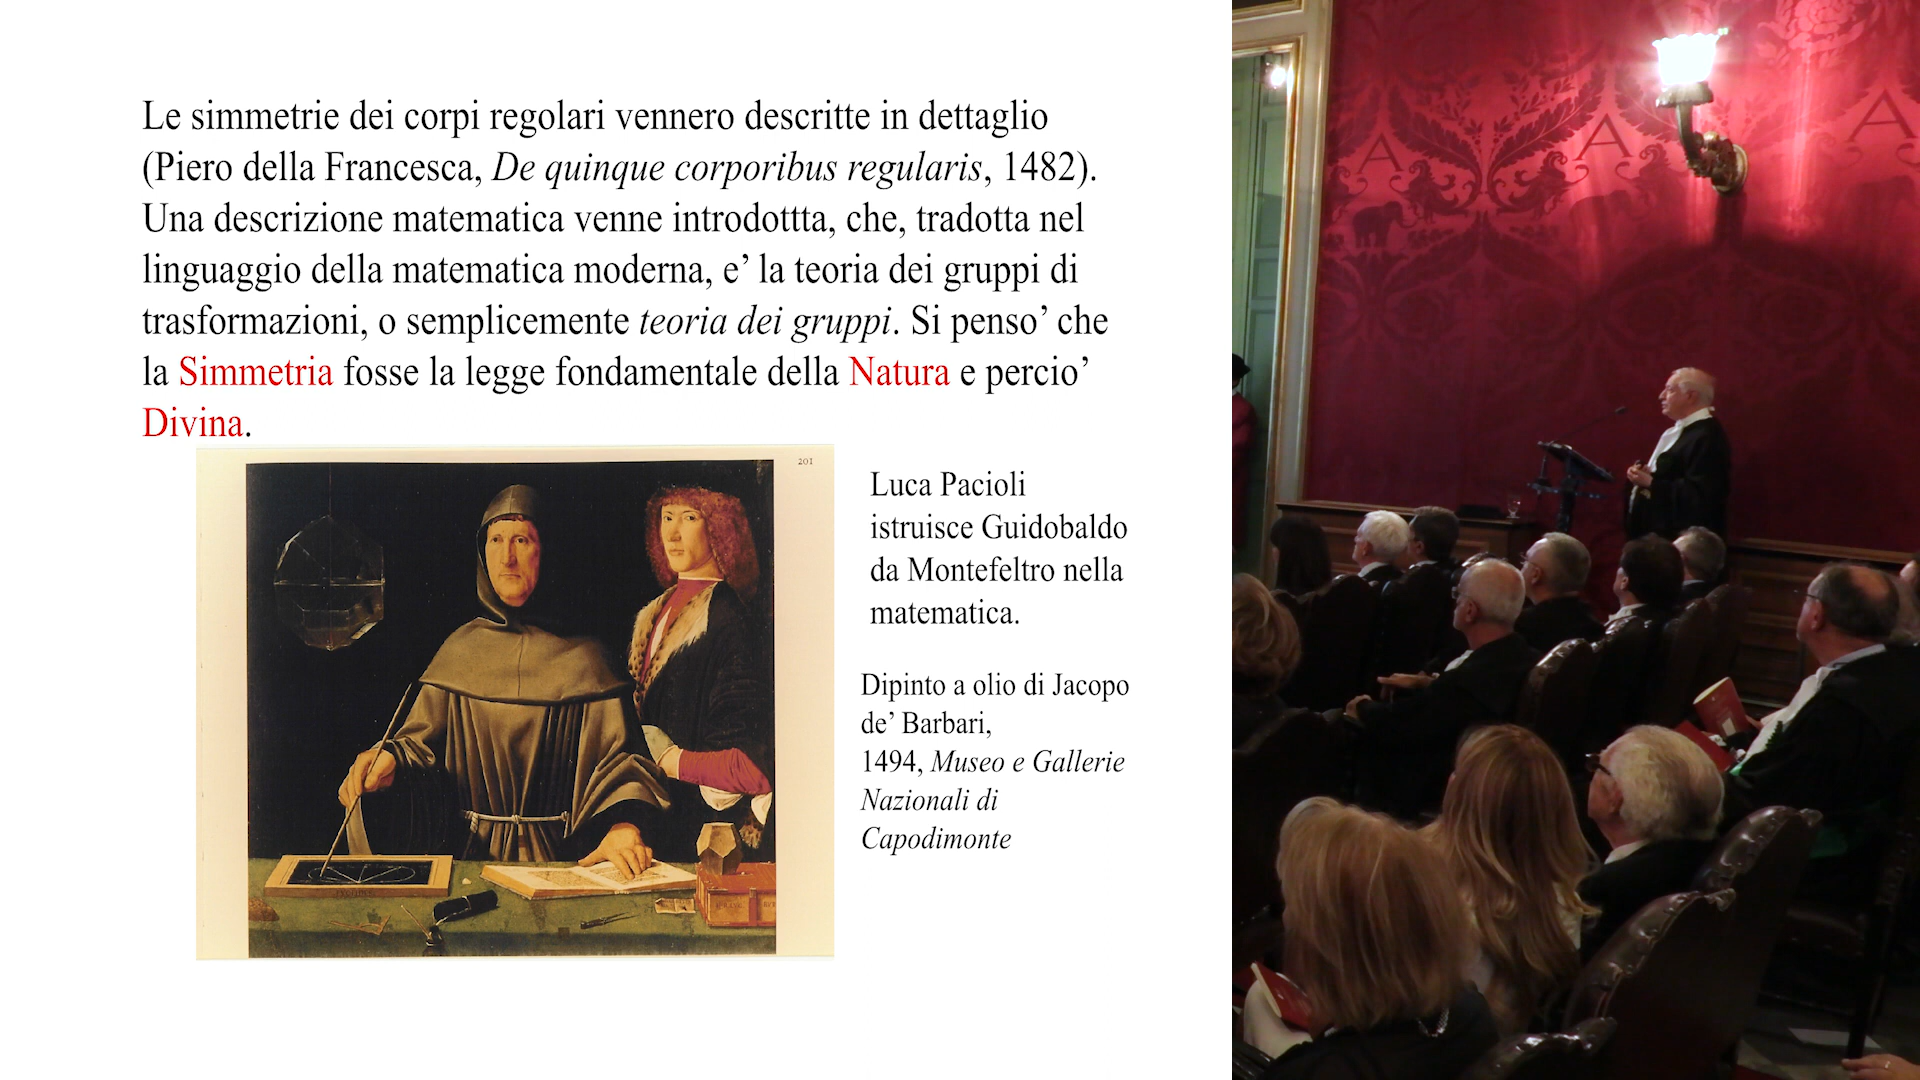 Le simmetrie dei corpi regolari vennero descritte in dettaglio
(Piero della Francesca, De quinque corporibus regularis, 1482).
Una descrizione matematica venne introdottta, che, tradotta nel
linguaggio della matematica moderna, e’ la teoria dei gruppi di
trasformazioni, o semplicemente teoria dei gruppi. Si penso’ che
la Simmetria fosse la legge fondamentale della Natura e percio’
Divina.
201
Luca Pacioli
istruisce Guidobaldo
da Montefeltro nella
matematica.
Dipinto a olio di Jacopo
de’ Barbari,
1494, Museo e Gallerie
Nazionali di
Capodimonte
A
A
A